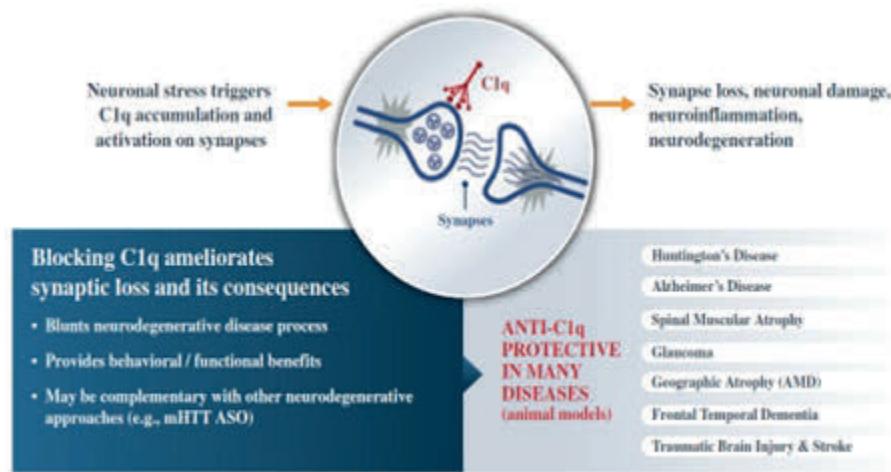 Neuronal stress triggers
C1q accumulation and
activation on synapses
C1q
Synapses
Synapse loss, neuronal damage,
neuroinflammation,
neurodegeneration
Blocking C1q ameliorates
synaptic loss and its consequences
• Blunts neurodegenerative disease process
• Provides behavioral / functional benefits
• May be complementary with other neurodegenerative
approaches (e.g., mHTT ASO)
ANTI-C1q
PROTECTIVE
IN MANY
DISEASES
(animal models)
Huntington's Disease
Alzheimer's Disease
Spinal Muscular Atrophy
Glaucoma
Geographic Atrophy (AMD)
Frontal Temporal Dementia
Traumatic Brain Injury & Stroke